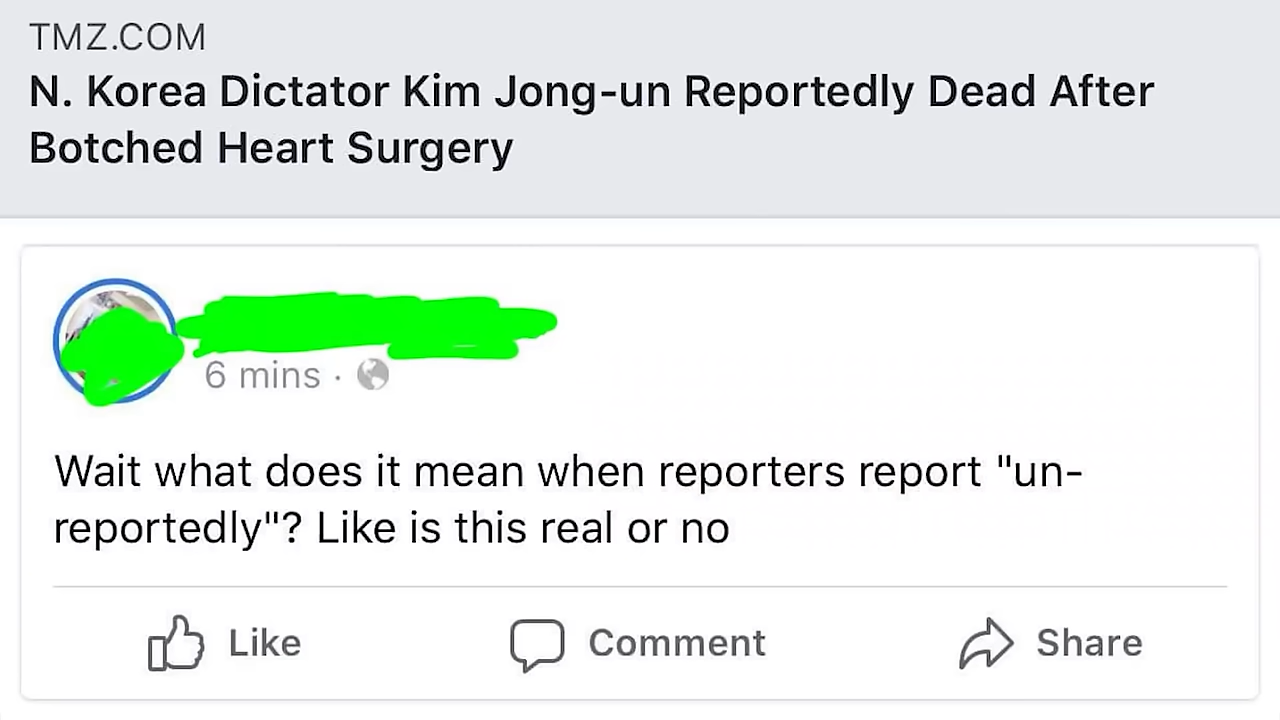 TMZ.COM
N. Korea Dictator Kim Jong-un Reportedly Dead After
Botched Heart Surgery
6 mins ·
Wait what does it mean when reporters report "un-
reportedly"? Like is this real or no
Like
Comment
Share